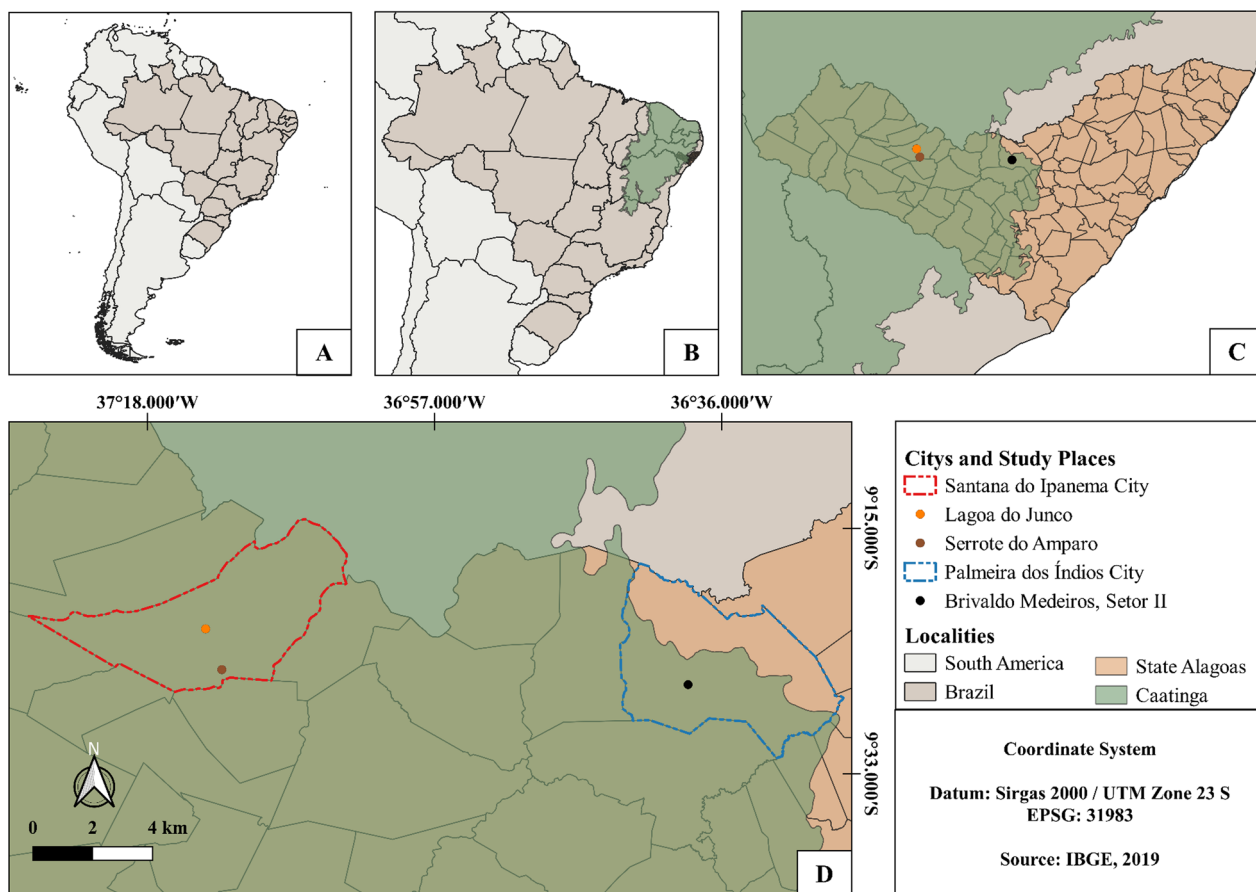 A
B
C
37°18.000'W
36°57.000'W
36°36.000'W
9°15.000'S
9°33.000'S
N
0 2 4 km
D
Citys and Study Places
Santana do Ipanema City
Lagoa do Junco
Serrote do Amparo
Palmeira dos Índios City
Brivaldo Medeiros, Setor II
Localities
South America
State Alagoas
Brazil
Caatinga
Coordinate System
Datum: Sirgas 2000 / UTM Zone 23 S
EPSG: 31983
Source: IBGE, 2019